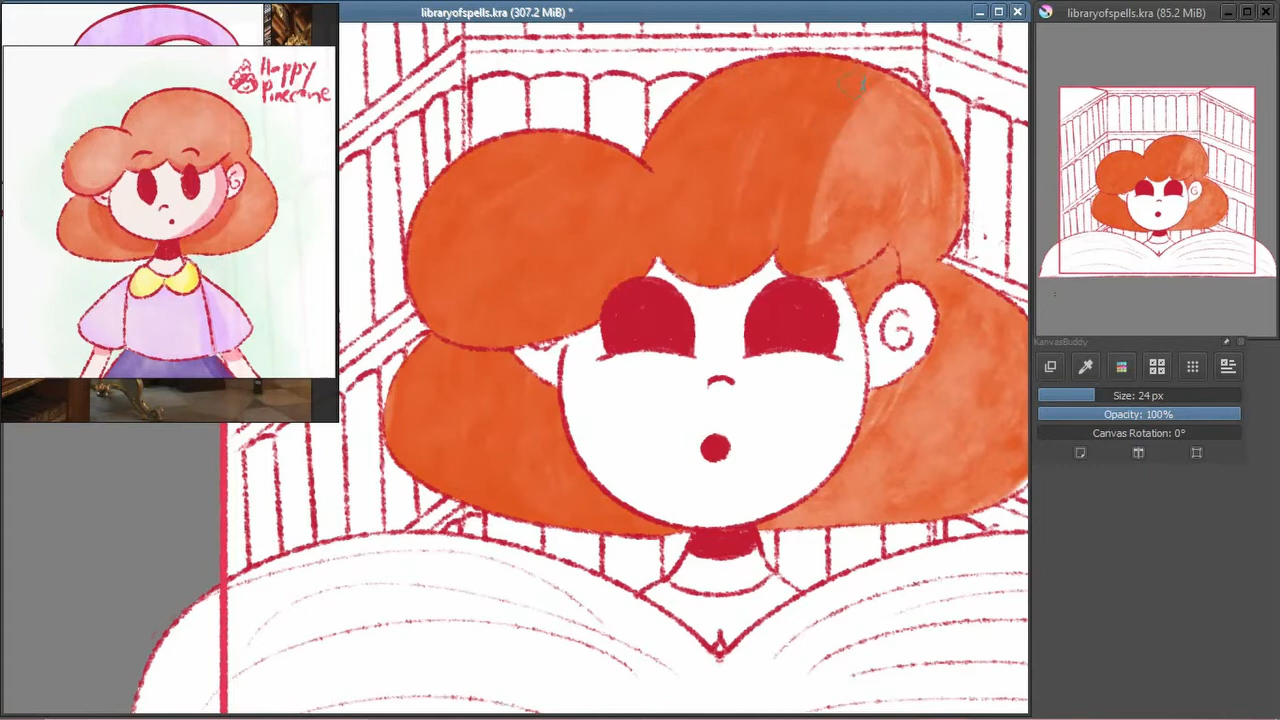 libraryofspells.kra (307.2 MiB) *
libraryofspells.kra (85.2 MiB)
Happy
Pinecone
KanvasBuddy
Size: 24 px
Opacity: 100%
Canvas Rotation: 0°